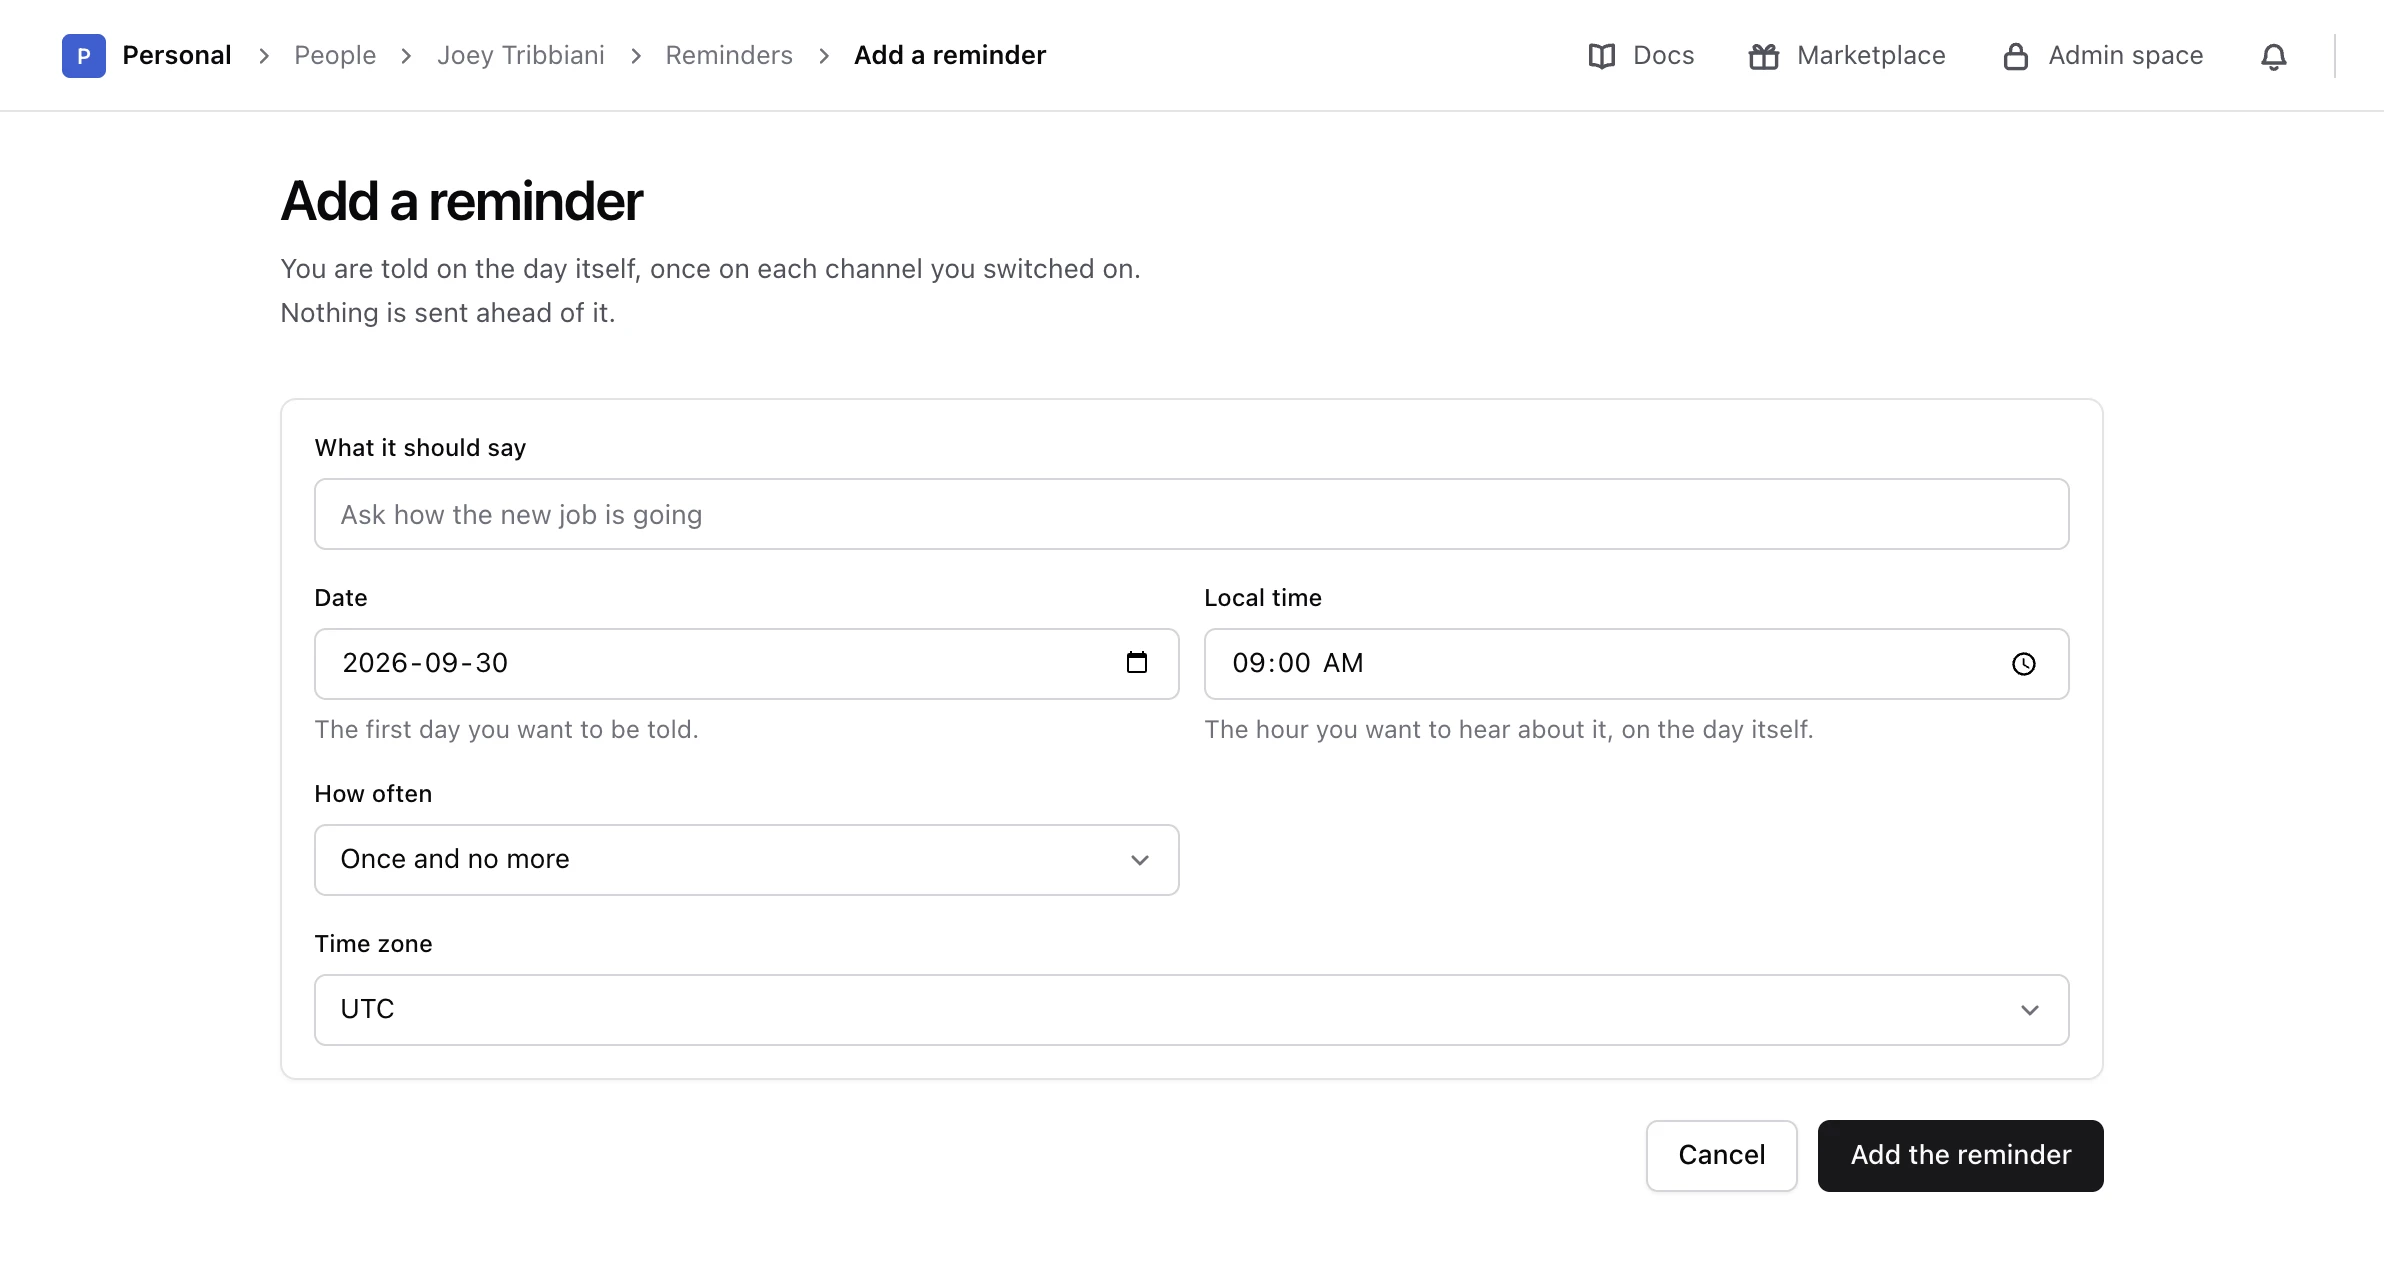 P Personal > People > Joey Tribbiani > Reminders > Add a reminder Docs Marketplace Admin space
Add a reminder
You are told on the day itself, once on each channel you switched on.
Nothing is sent ahead of it.
What it should say
Ask how the new job is going
Date Local time
2026-09-30 09:00 AM
The first day you want to be told. The hour you want to hear about it, on the day itself.
How often
Once and no more
Time zone
UTC
Cancel Add the reminder